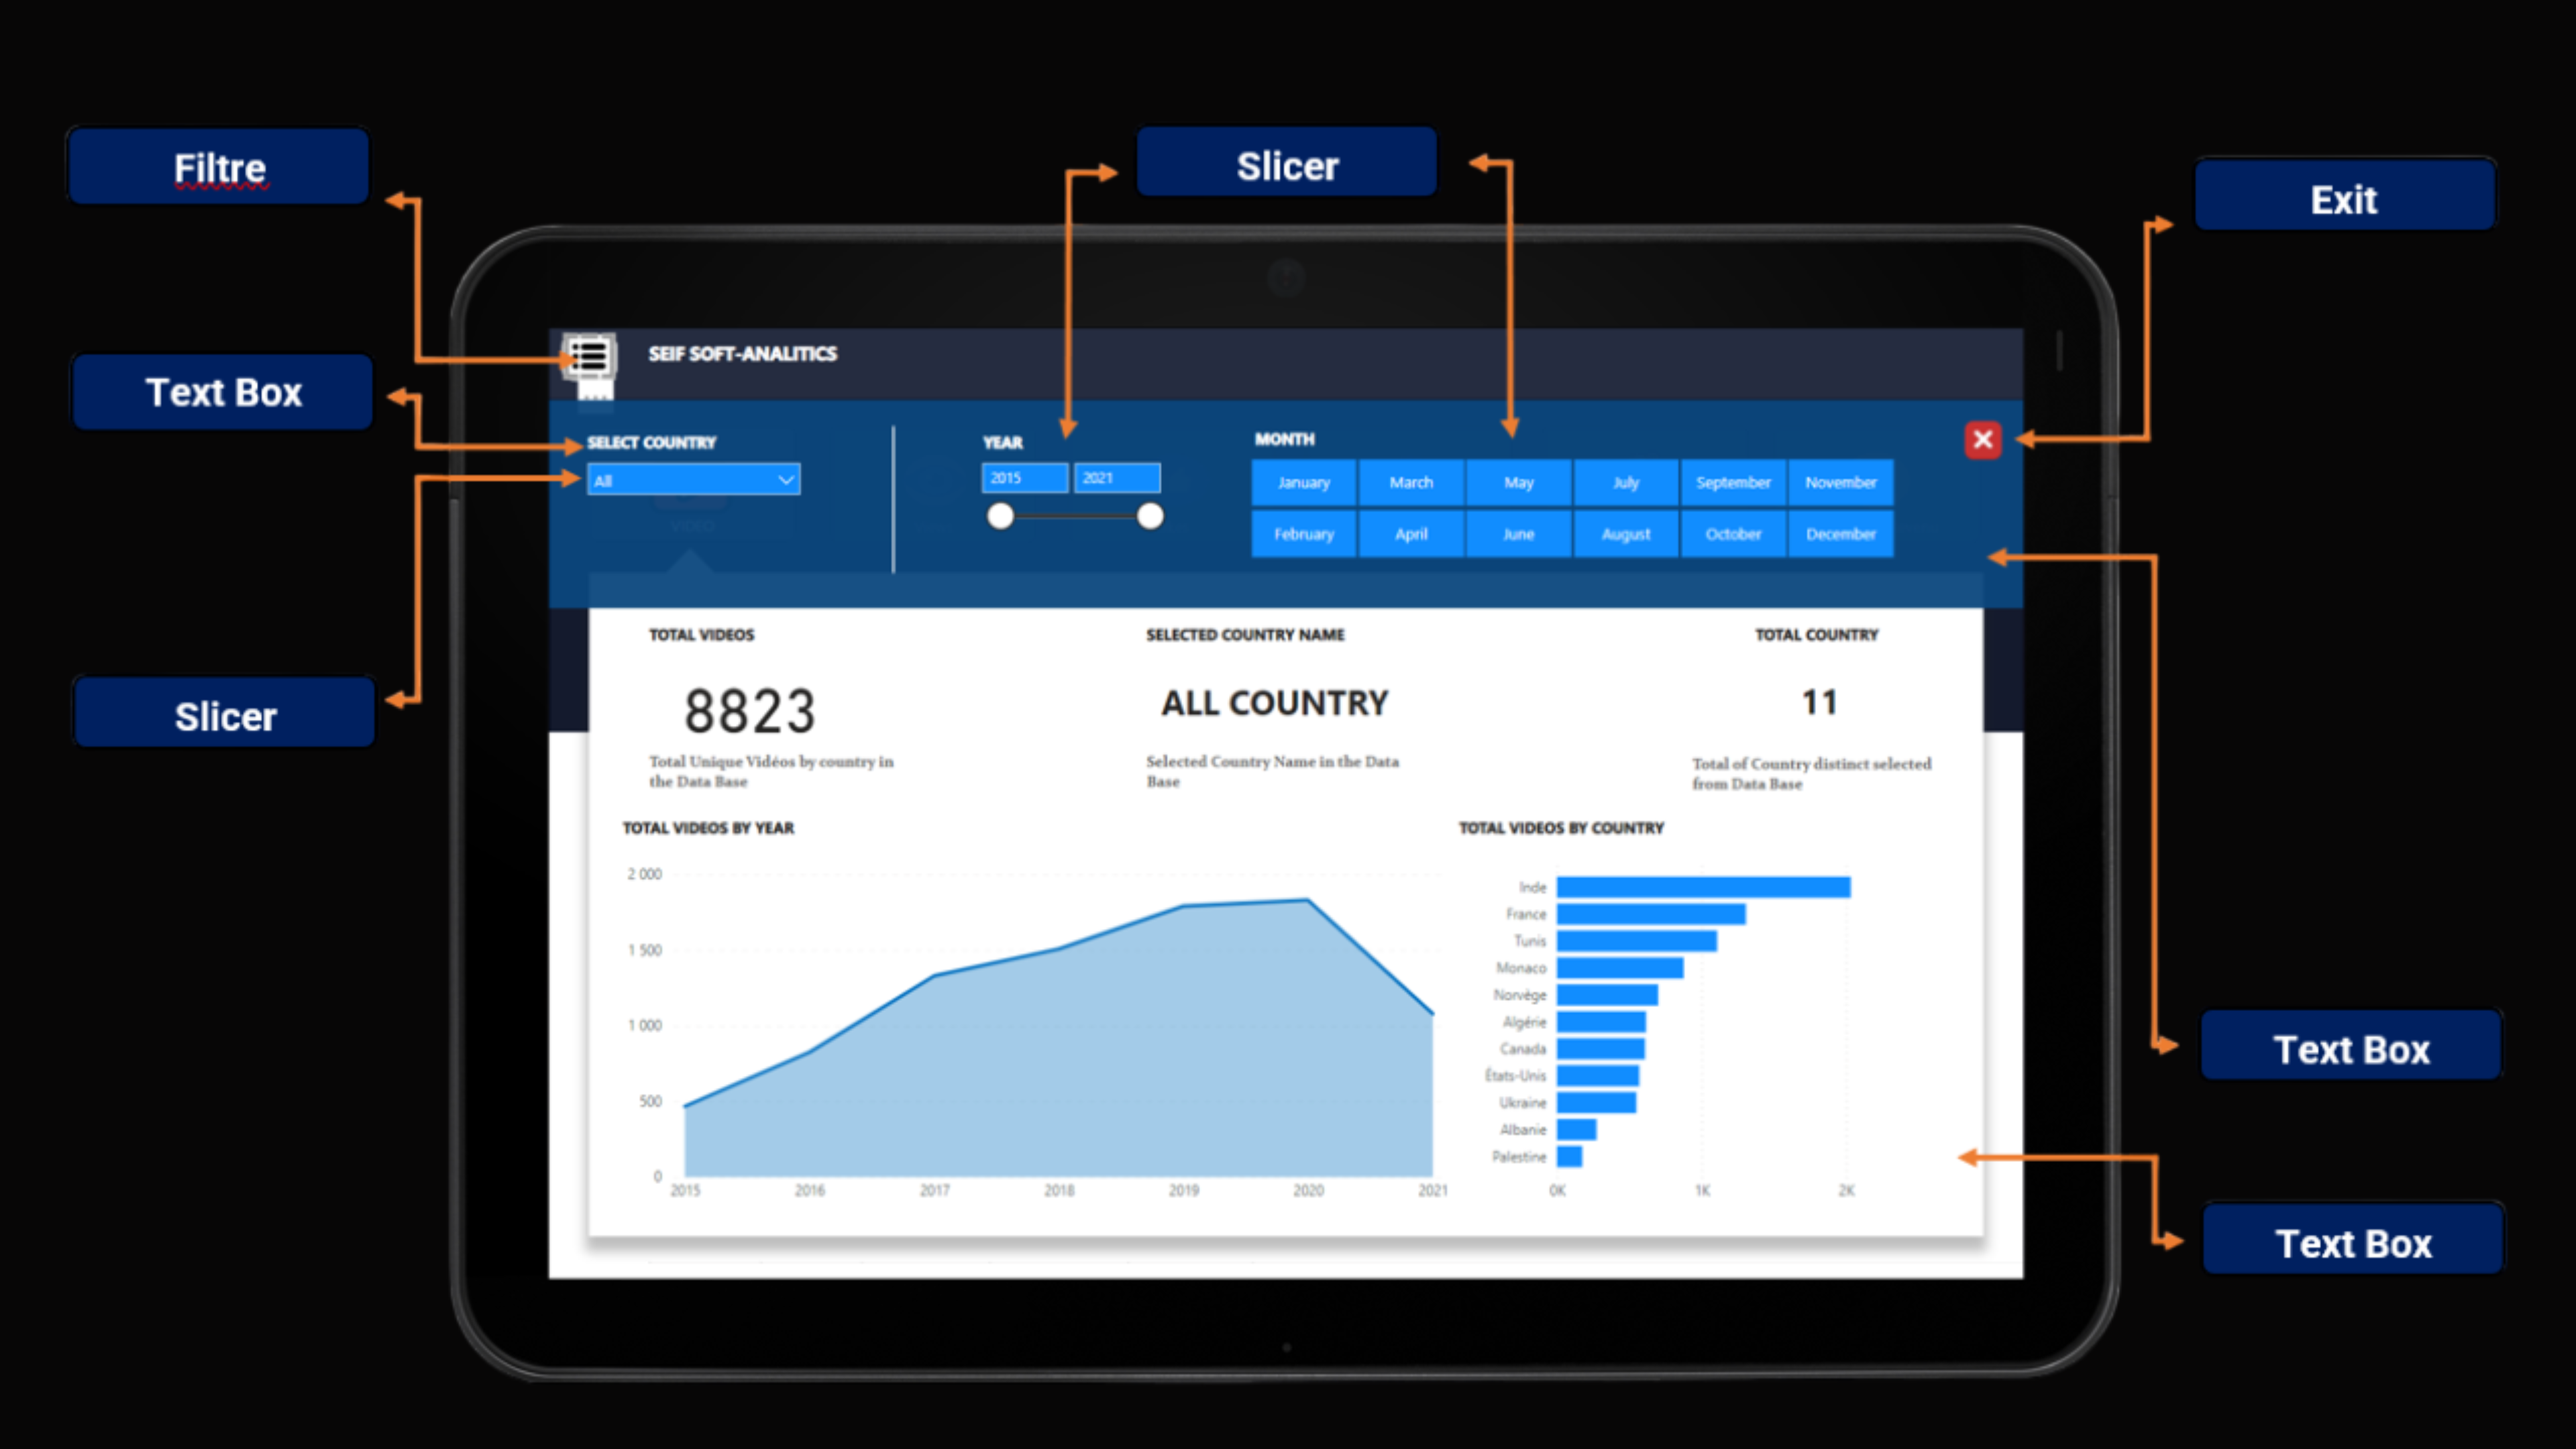 Filtre
Slicer
Exit
Text Box
Slicer
Text Box
Text Box
SEIF SOFT-ANALITICS
SELECT COUNTRY
All
VIDEO
YEAR
2015 2021
MONTH
January March May July September November
February April June August October December
TOTAL VIDEOS
8823
Total Unique Vidéos by country in
the Data Base
SELECTED COUNTRY NAME
ALL COUNTRY
Selected Country Name in the Data
Base
TOTAL COUNTRY
11
Total of Country distinct selected
from Data Base
TOTAL VIDEOS BY YEAR
2 000
1 500
1 000
500
0
2015 2016 2017 2018 2019 2020 2021
TOTAL VIDEOS BY COUNTRY
Inde
France
Tunis
Monaco
Norvège
Algérie
Canada
États-Unis
Ukraine
Albanie
Palestine
0K 1K 2K